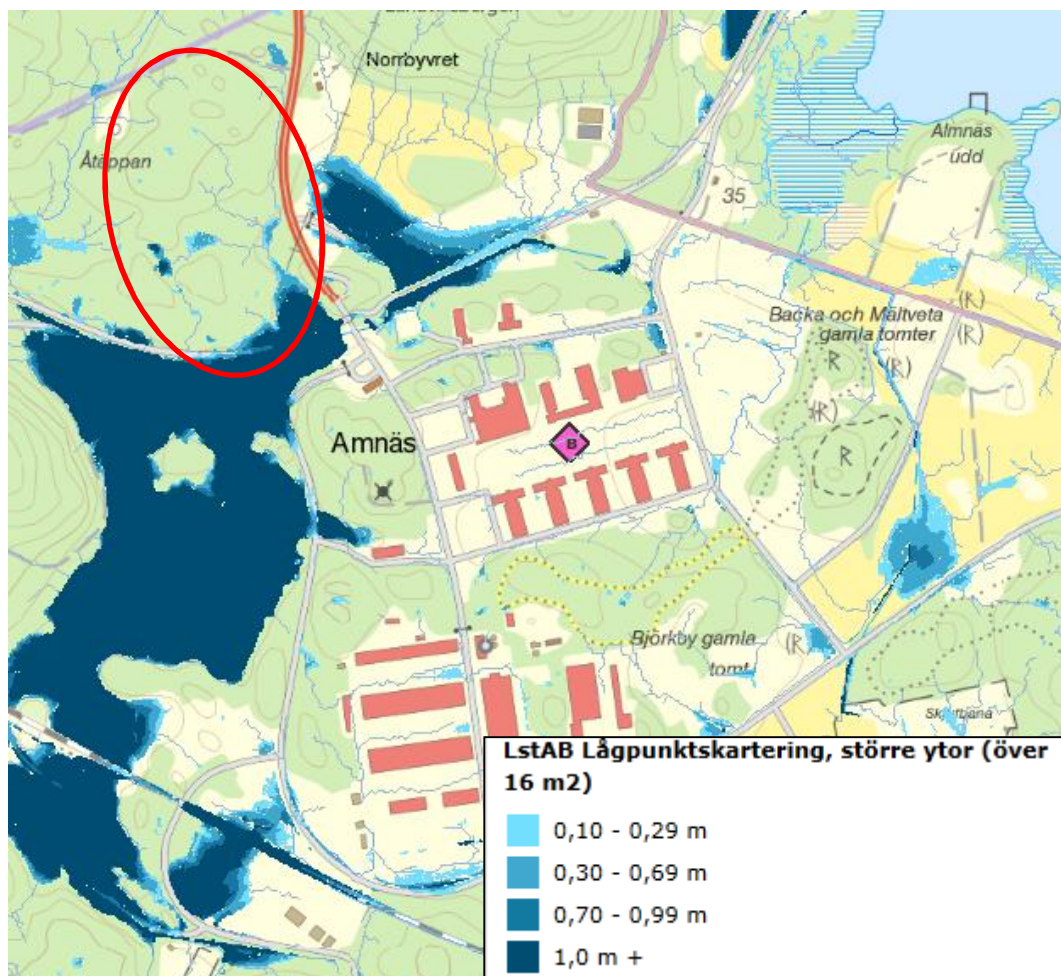 Norrbyvret
Åtäppan
Almnäs
udd
35
Backa och Mältveta
gamla tomter
(R)
(R)
(R)
R
(R)
R
Amnäs
B
Björkby gamla
tomt
(R)
LstAB Lågpunktskartering, större ytor (över
16 m2)
0,10 - 0,29 m
0,30 - 0,69 m
0,70 - 0,99 m
1,0 m +